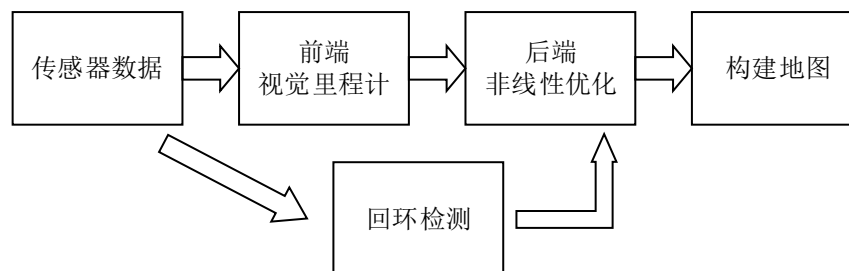 传感器数据
前端
视觉里程计
后端
非线性优化
构建地图
回环检测